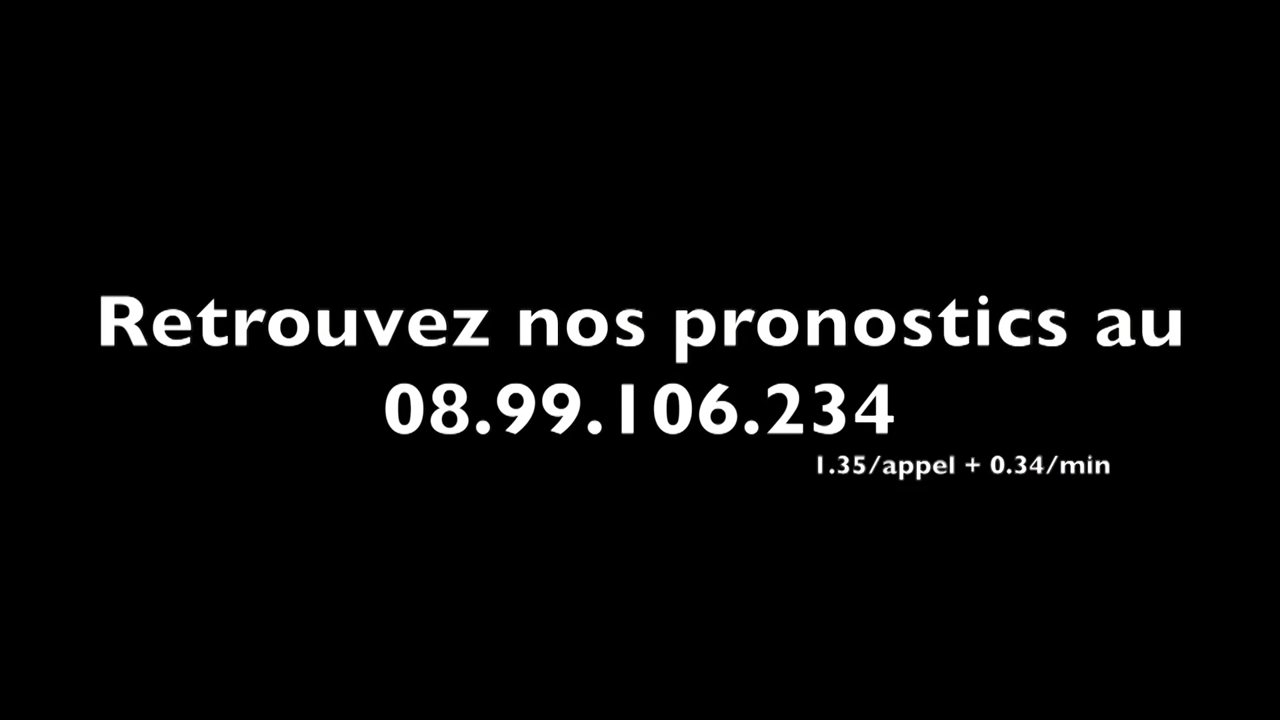 Retrouvez nos pronostics au
08.99.106.234
1.35/appel + 0.34/min